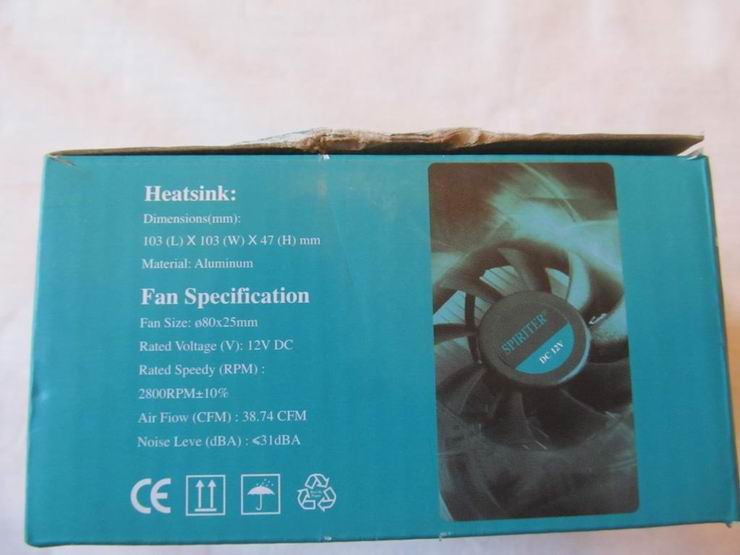 Heatsink:
Dimensions(mm):
103 (L) X 103 (W) X 47 (H) mm
Material: Aluminum
Fan Specification
Fan Size: ø80x25mm
Rated Voltage (V): 12V DC
Rated Speedy (RPM) :
2800RPM±10%
Air Fiow (CFM) : 38.74 CFM
Noise Leve (dBA) : ⩽31dBA
CE
SPIRITER
DC 12V